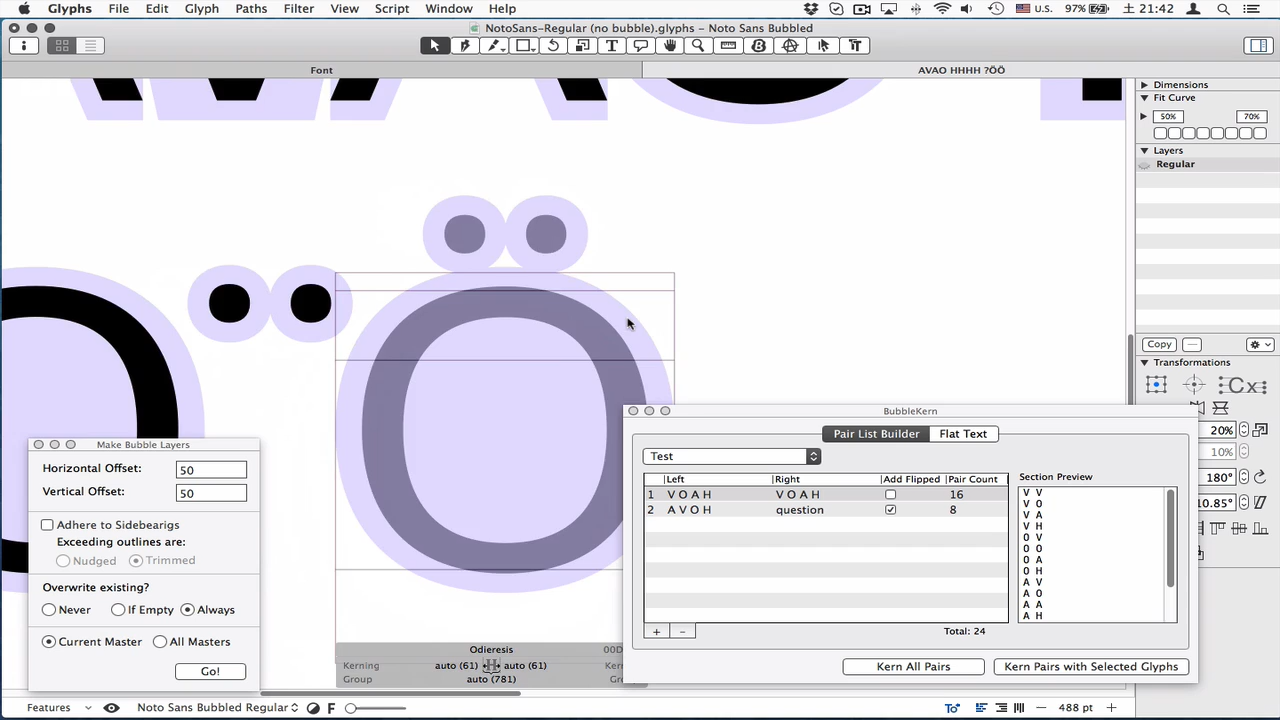 Glyphs File Edit Glyph Paths Filter View Script Window Help U.S. 97% 土 21:42
NotoSans-Regular (no bubble).glyphs – Noto Sans Bubbled
Font AVAO HHHH ?ÖÖ
Dimensions
Fit Curve
50% 70%
Layers
Regular
Copy
Transformations
Cx
20%
10%
180°
10.85°
Ö
Make Bubble Layers
Horizontal Offset: 50
Vertical Offset: 50
Adhere to Sidebearigs
Exceeding outlines are:
Nudged Trimmed
Overwrite existing?
Never If Empty Always
Current Master All Masters
Go!
BubbleKern
Pair List Builder Flat Text
Test
Left Right Add Flipped Pair Count
1 V O A H V O A H 16
2 A V O H question 8
+ − Total: 24
Section Preview
V V
V O
V A
V H
O V
O O
O A
O H
A V
A O
A A
A H
Kern All Pairs Kern Pairs with Selected Glyphs
Odieresis 00D
Kerning auto (61) H auto (61)
Group auto (781)
Features Noto Sans Bubbled Regular F 488 pt